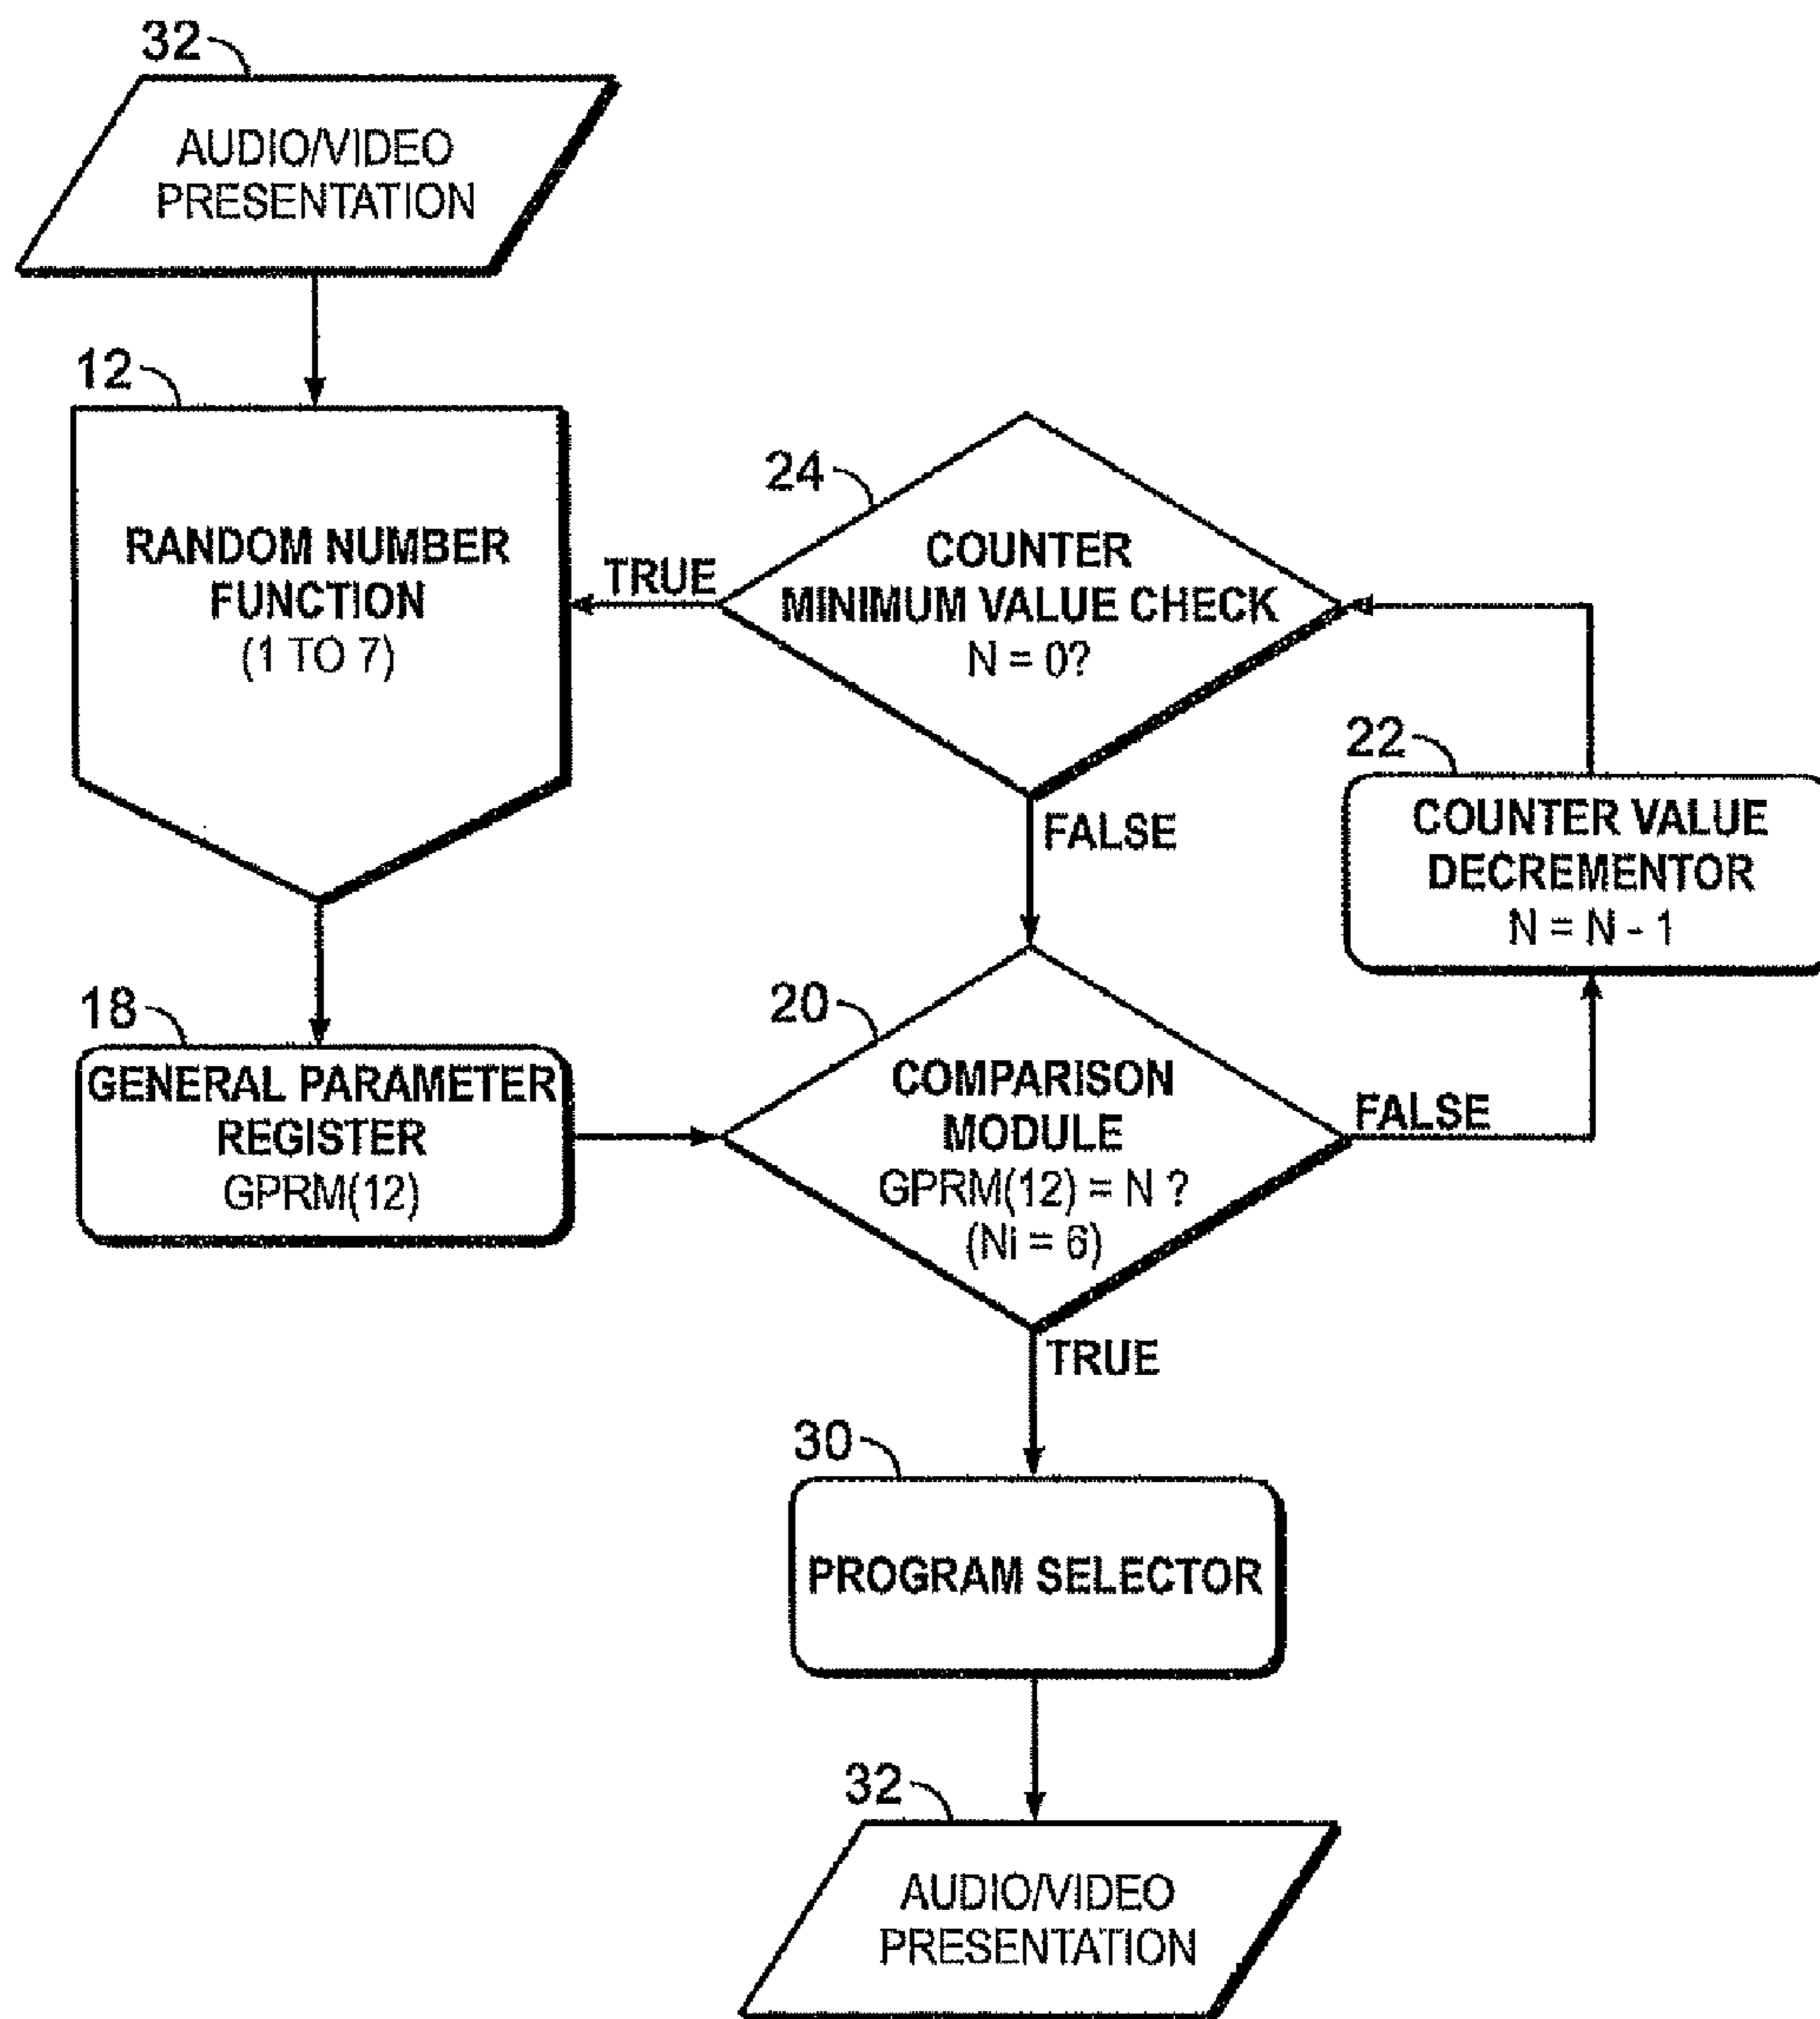 32
AUDIO/VIDEO
PRESENTATION
12
RANDOM NUMBER
FUNCTION
(1 TO 7)
24
COUNTER
MINIMUM VALUE CHECK
N = 0?
TRUE
FALSE
22
COUNTER VALUE
DECREMENTOR
N = N - 1
18
GENERAL PARAMETER
REGISTER
GPRM(12)
20
COMPARISON
MODULE
GPRM(12) = N ?
(Ni = 6)
FALSE
TRUE
30
PROGRAM SELECTOR
32
AUDIO/VIDEO
PRESENTATION